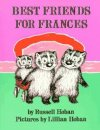 BEST FRIENDS
FOR FRANCES
by Russell Hoban
Pictures by Lillian Hoban